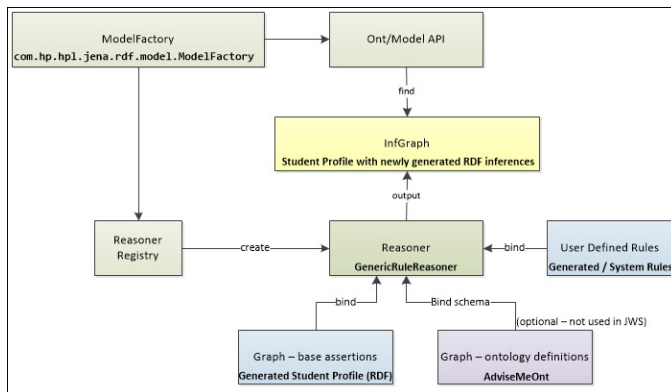 ModelFactory
com.hp.hpl.jena.rdf.model.ModelFactory
Ont/Model API
find
InfGraph
Student Profile with newly generated RDF inferences
output
Reasoner
Registry
create
Reasoner
GenericRuleReasoner
bind
User Defined Rules
Generated / System Rules
bind
Bind schema
(optional – not used in JWS)
Graph – base assertions
Generated Student Profile (RDF)
Graph – ontology definitions
AdviseMeOnt